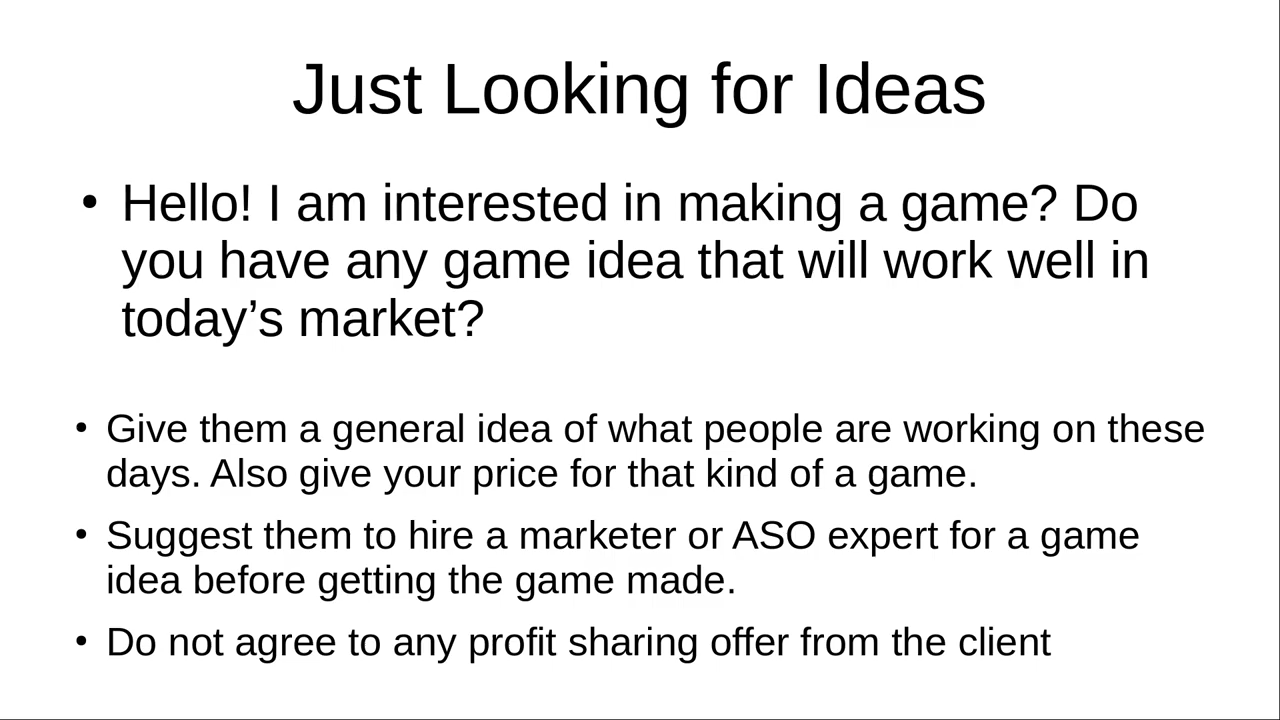 Just Looking for Ideas
• Hello! I am interested in making a game? Do
you have any game idea that will work well in
today’s market?
• Give them a general idea of what people are working on these
days. Also give your price for that kind of a game.
• Suggest them to hire a marketer or ASO expert for a game
idea before getting the game made.
• Do not agree to any profit sharing offer from the client